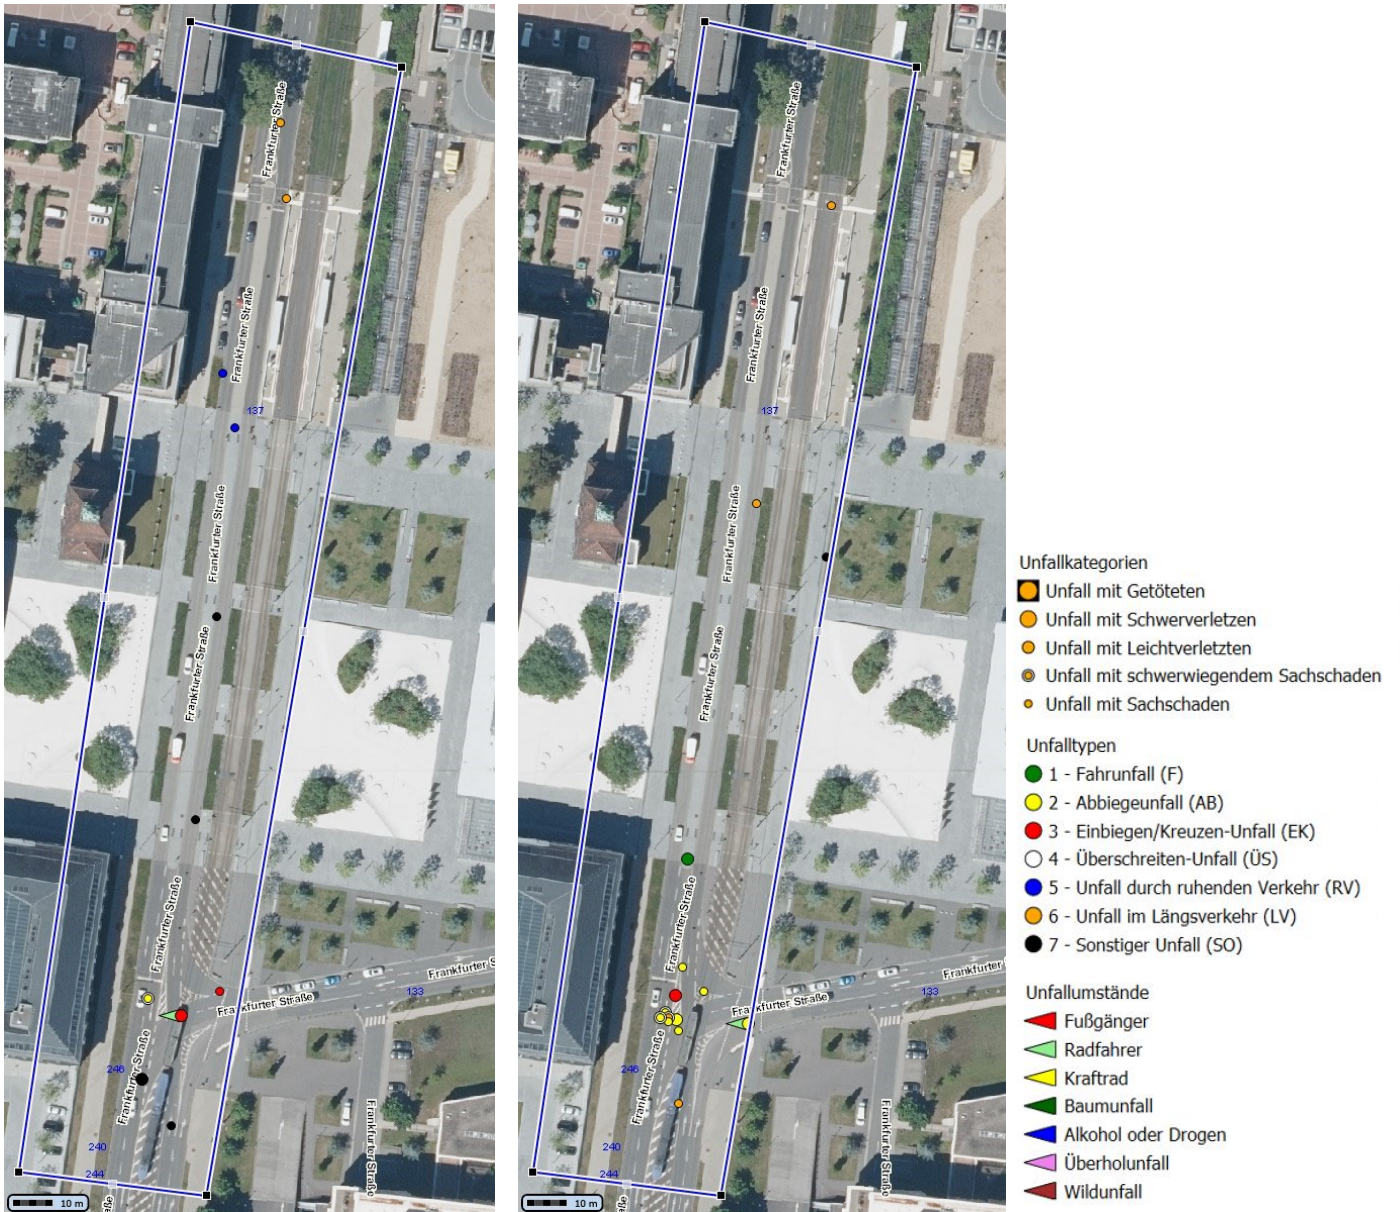 Frankfurter Straße
Frankfurter Straße
137
Frankfurter Straße
Frankfurter Straße
Frankfurter Straße
Frankfurter S
Frankfurter Straße
133
Frankfurter Straße
246
240
244
Frankfurter Straße
ße
10 m
Frankfurter Straße
Frankfurter Straße
137
Frankfurter Straße
Frankfurter Straße
Frankfurter Straße
Frankfurter S
Frankfurter Straße
133
Frankfurter Straße
246
240
244
Frankfurter Straße
ße
10 m
Unfallkategorien
Unfall mit Getöteten
Unfall mit Schwerverletzen
Unfall mit Leichtverletzten
Unfall mit schwerwiegendem Sachschaden
Unfall mit Sachschaden
Unfalltypen
1 - Fahrunfall (F)
2 - Abbiegeunfall (AB)
3 - Einbiegen/Kreuzen-Unfall (EK)
4 - Überschreiten-Unfall (ÜS)
5 - Unfall durch ruhenden Verkehr (RV)
6 - Unfall im Längsverkehr (LV)
7 - Sonstiger Unfall (SO)
Unfallumstände
Fußgänger
Radfahrer
Kraftrad
Baumunfall
Alkohol oder Drogen
Überholunfall
Wildunfall